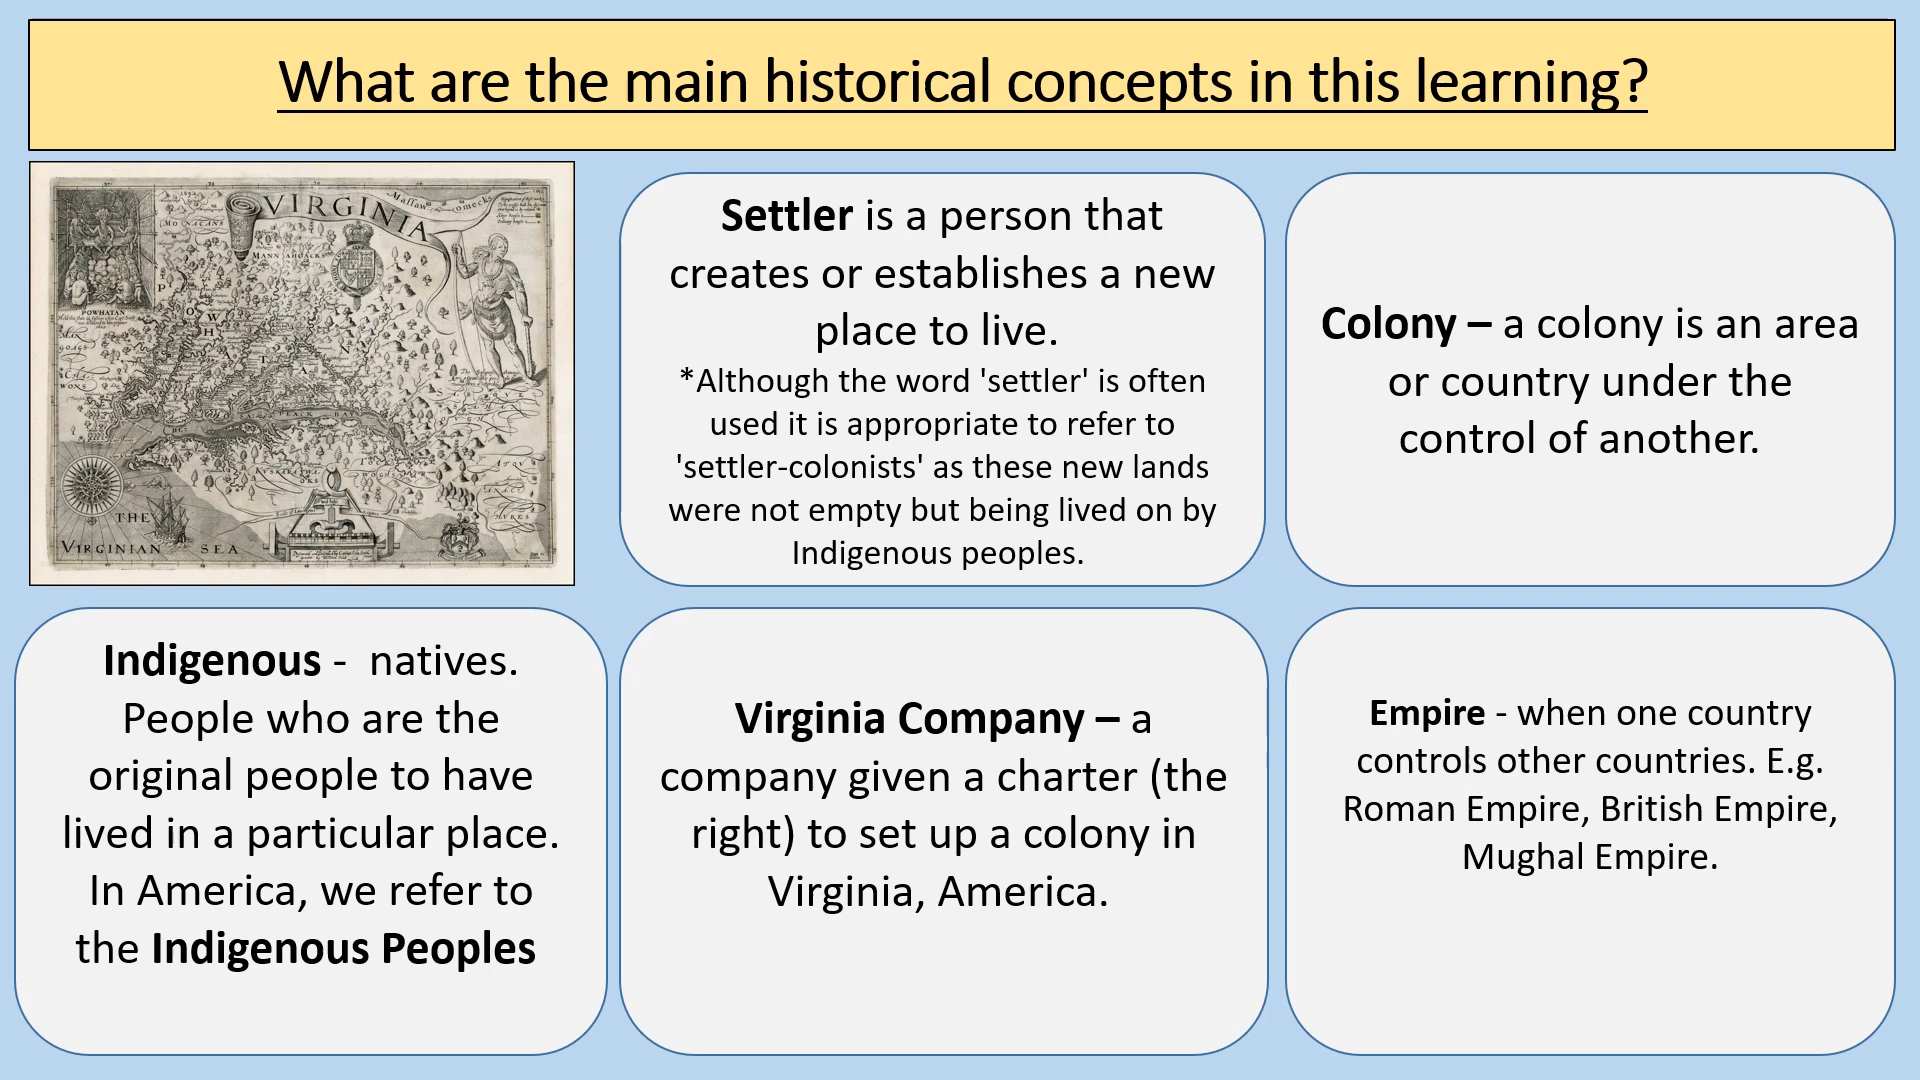 What are the main historical concepts in this learning?
VIRGINIA
Massaw
omecks
MONACANS
MANNAHOACKS
POWHATAN
THE
VIRGINIAN SEA
Settler is a person that
creates or establishes a new
place to live.
*Although the word 'settler' is often
used it is appropriate to refer to
'settler-colonists' as these new lands
were not empty but being lived on by
Indigenous peoples.
Colony – a colony is an area
or country under the
control of another.
Indigenous - natives.
People who are the
original people to have
lived in a particular place.
In America, we refer to
the Indigenous Peoples
Virginia Company – a
company given a charter (the
right) to set up a colony in
Virginia, America.
Empire - when one country
controls other countries. E.g.
Roman Empire, British Empire,
Mughal Empire.